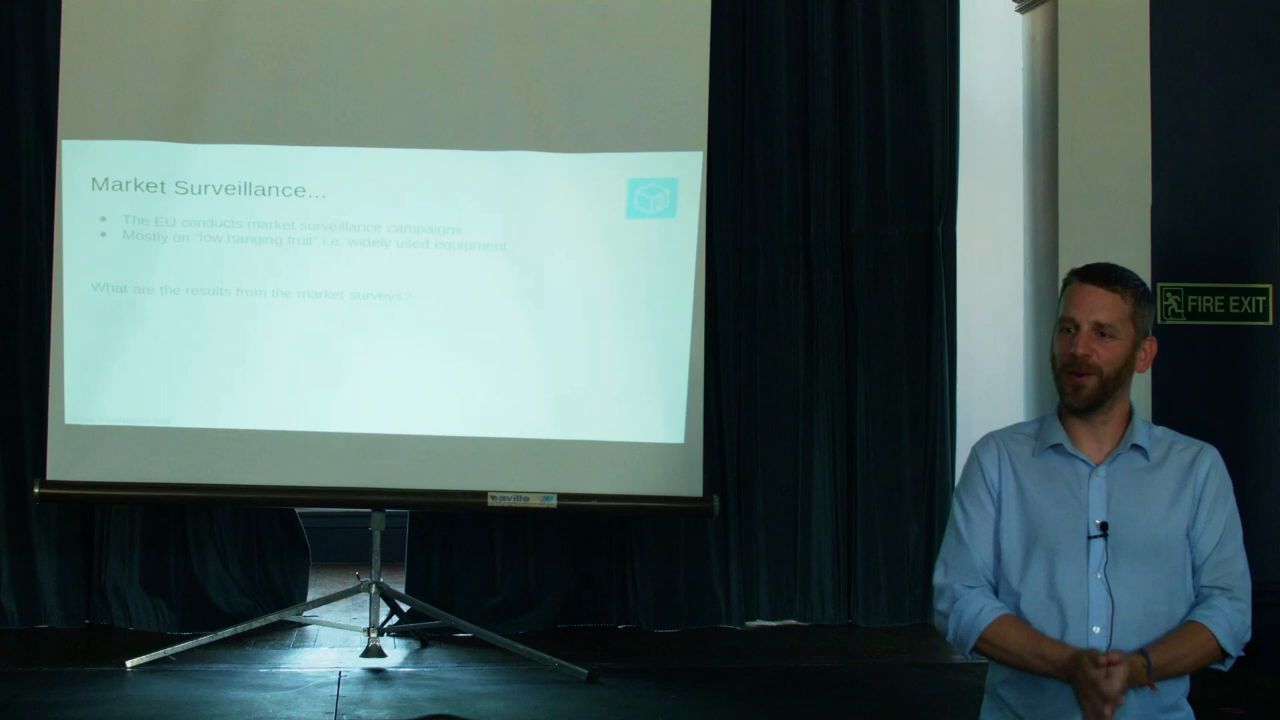 Market Surveillance...
• The EU conducts market surveillance campaigns.
• Mostly on "low hanging fruit" i.e. widely used equipment
What are the results from the market surveys?
FIRE EXIT
saville